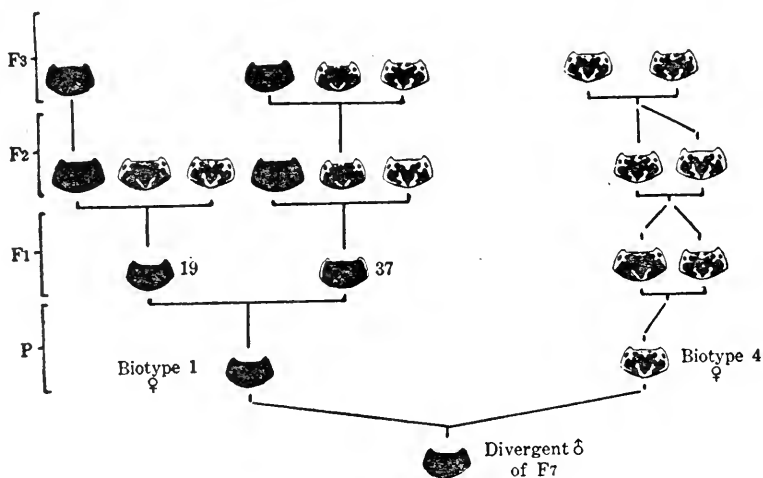 F3
F2
F1
19
37
P
Biotype 1
♀
Biotype 4
♀
Divergent ♂
of F7